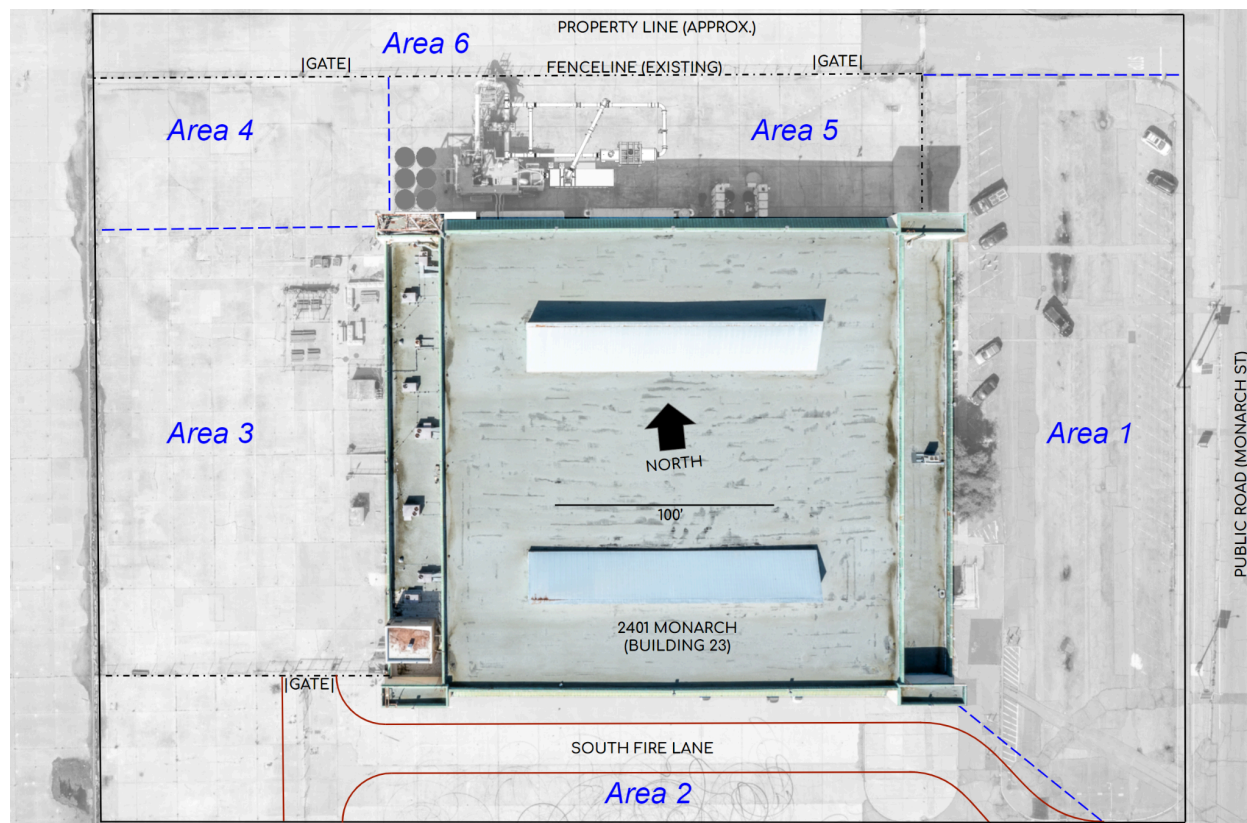 PROPERTY LINE (APPROX.)
Area 6
|GATE|
FENCELINE (EXISTING)
|GATE|
Area 4
Area 5
Area 3
Area 1
NORTH
100'
PUBLIC ROAD (MONARCH ST)
2401 MONARCH
(BUILDING 23)
|GATE|
SOUTH FIRE LANE
Area 2